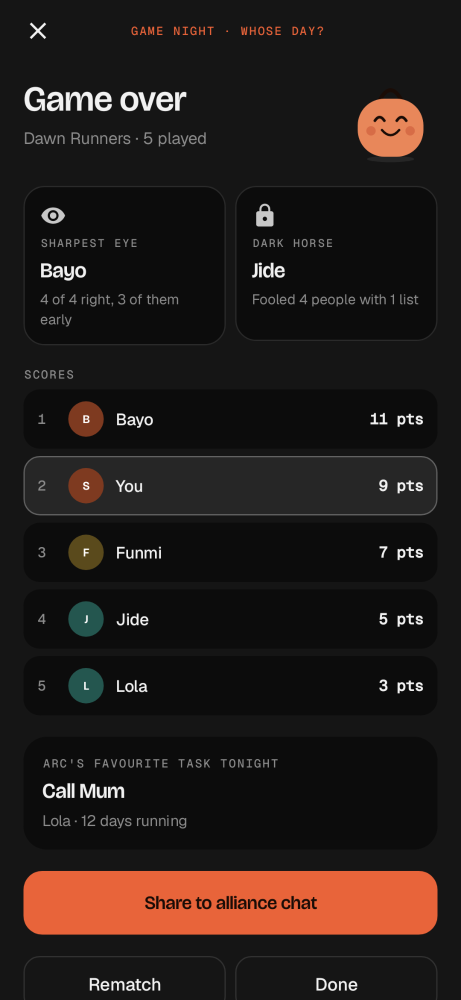 GAME NIGHT · WHOSE DAY?
Game over
Dawn Runners · 5 played
SHARPEST EYE
Bayo
4 of 4 right, 3 of them
early
DARK HORSE
Jide
Fooled 4 people with 1 list
SCORES
1 B Bayo 11 pts
2 S You 9 pts
3 F Funmi 7 pts
4 J Jide 5 pts
5 L Lola 3 pts
ARC'S FAVOURITE TASK TONIGHT
Call Mum
Lola · 12 days running
Share to alliance chat
Rematch
Done